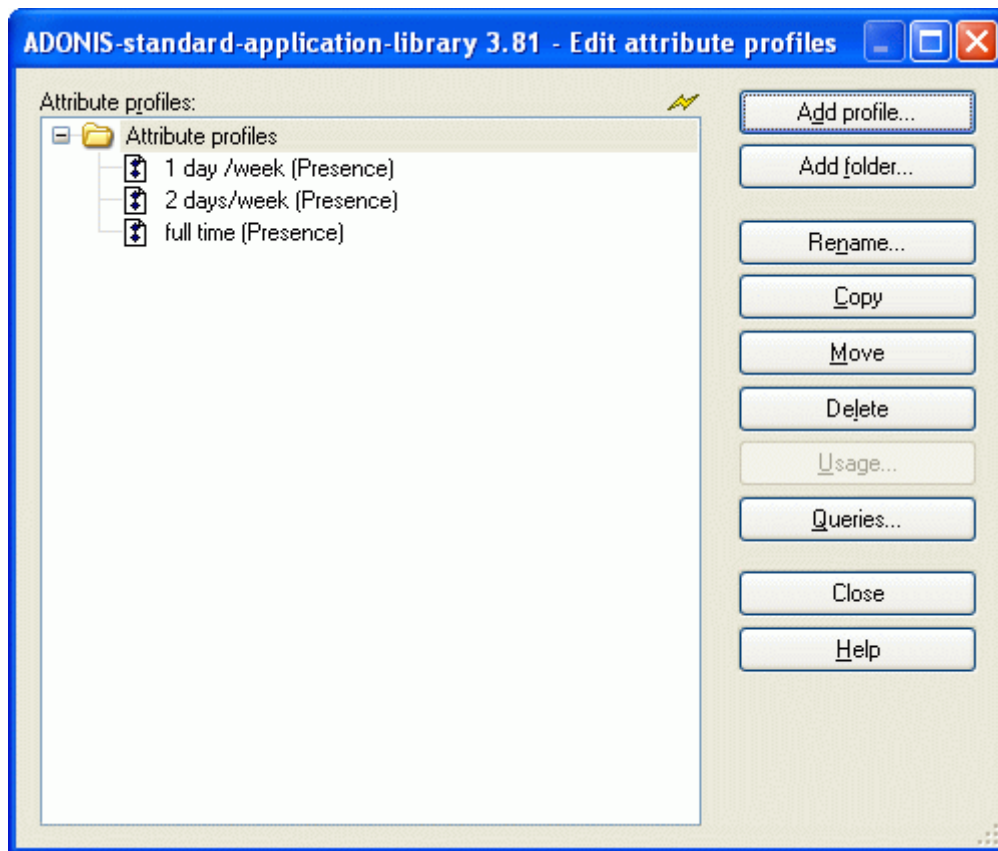 ADONIS-standard-application-library 3.81 - Edit attribute profiles
Attribute profiles:
Attribute profiles
1 day /week (Presence)
2 days/week (Presence)
full time (Presence)
Add profile...
Add folder...
Rename...
Copy
Move
Delete
Usage...
Queries...
Close
Help